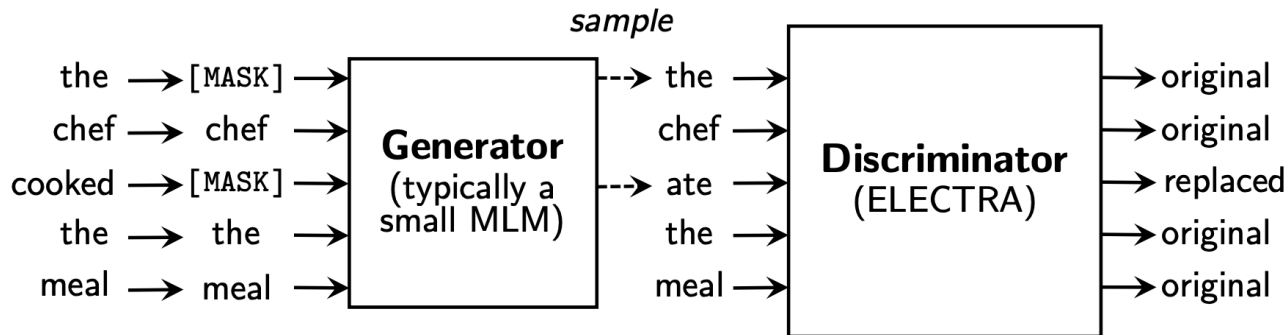 sample
the [MASK] the original
chef chef chef original
cooked [MASK] ate replaced
the the the original
meal meal meal original
Generator
(typically a
small MLM)
Discriminator
(ELECTRA)